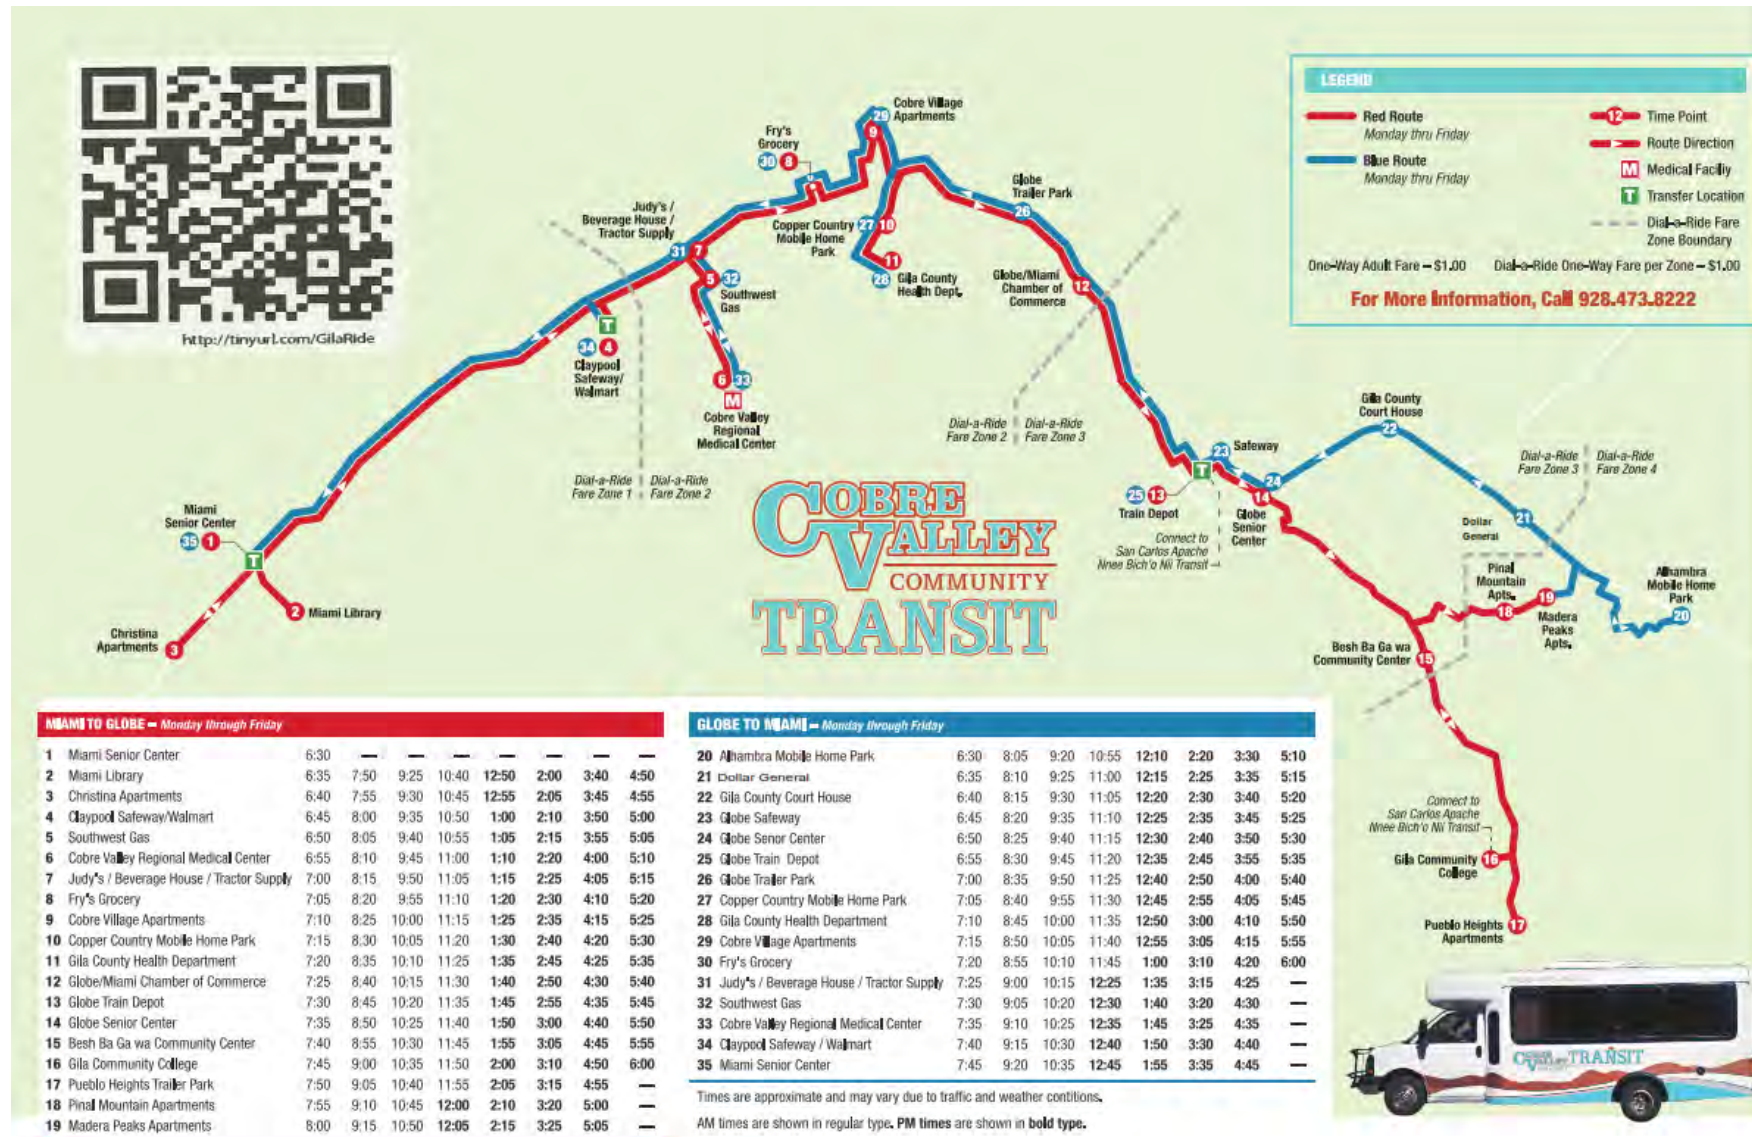 http://tinyurl.com/GilaRide
LEGEND
Red Route
Monday thru Friday
Blue Route
Monday thru Friday
12 Time Point
Route Direction
M Medical Faciliy
T Transfer Location
Dial-a-Ride Fare
Zone Boundary
One-Way Adult Fare – $1.00
Dial-a-Ride One-Way Fare per Zone – $1.00
For More Information, Call 928.473.8222
Cobre Village
Apartments
29
9
Fry's
Grocery
30 8
Globe
Trailer Park
26
Judy's /
Beverage House /
Tractor Supply
31 7
Copper Country
Mobile Home
Park
27 10
11
28
Gila County
Health Dept.
Globe/Miami
Chamber of
Commerce
12
5 32
Southwest
Gas
T
34 4
Claypool
Safeway/
Walmart
6 33
M
Cobre Valley
Regional
Medical Center
Dial-a-Ride
Fare Zone 1
Dial-a-Ride
Fare Zone 2
Dial-a-Ride
Fare Zone 2
Dial-a-Ride
Fare Zone 3
Gila County
Court House
22
23
Safeway
T
24
14
25 13
Train Depot
Globe
Senior
Center
Connect to
San Carlos Apache
Nnee Bich'o Nii Transit
Dial-a-Ride
Fare Zone 3
Dial-a-Ride
Fare Zone 4
Dollar
General
21
Pinal
Mountain
Apts.
18
19
Madera
Peaks
Apts.
Alhambra
Mobile Home
Park
20
Besh Ba Ga wa
Community Center
15
Miami
Senior Center
35 1
T
2 Miami Library
Christina
Apartments
3
COBRE
VALLEY
COMMUNITY
TRANSIT
Connect to
San Carlos Apache
Nnee Bich'o Nii Transit
Gila Community
College
16
Pueblo Heights
Apartments
17
MIAMI TO GLOBE – Monday through Friday
1 Miami Senior Center 6:30 — — — — — — —
2 Miami Library 6:35 7:50 9:25 10:40 12:50 2:00 3:40 4:50
3 Christina Apartments 6:40 7:55 9:30 10:45 12:55 2:05 3:45 4:55
4 Claypool Safeway/Walmart 6:45 8:00 9:35 10:50 1:00 2:10 3:50 5:00
5 Southwest Gas 6:50 8:05 9:40 10:55 1:05 2:15 3:55 5:05
6 Cobre Valley Regional Medical Center 6:55 8:10 9:45 11:00 1:10 2:20 4:00 5:10
7 Judy's / Beverage House / Tractor Supply 7:00 8:15 9:50 11:05 1:15 2:25 4:05 5:15
8 Fry's Grocery 7:05 8:20 9:55 11:10 1:20 2:30 4:10 5:20
9 Cobre Village Apartments 7:10 8:25 10:00 11:15 1:25 2:35 4:15 5:25
10 Copper Country Mobile Home Park 7:15 8:30 10:05 11:20 1:30 2:40 4:20 5:30
11 Gila County Health Department 7:20 8:35 10:10 11:25 1:35 2:45 4:25 5:35
12 Globe/Miami Chamber of Commerce 7:25 8:40 10:15 11:30 1:40 2:50 4:30 5:40
13 Globe Train Depot 7:30 8:45 10:20 11:35 1:45 2:55 4:35 5:45
14 Globe Senior Center 7:35 8:50 10:25 11:40 1:50 3:00 4:40 5:50
15 Besh Ba Ga wa Community Center 7:40 8:55 10:30 11:45 1:55 3:05 4:45 5:55
16 Gila Community College 7:45 9:00 10:35 11:50 2:00 3:10 4:50 6:00
17 Pueblo Heights Trailer Park 7:50 9:05 10:40 11:55 2:05 3:15 4:55 —
18 Pinal Mountain Apartments 7:55 9:10 10:45 12:00 2:10 3:20 5:00 —
19 Madera Peaks Apartments 8:00 9:15 10:50 12:05 2:15 3:25 5:05 —
GLOBE TO MIAMI – Monday through Friday
20 Alhambra Mobile Home Park 6:30 8:05 9:20 10:55 12:10 2:20 3:30 5:10
21 Dollar General 6:35 8:10 9:25 11:00 12:15 2:25 3:35 5:15
22 Gila County Court House 6:40 8:15 9:30 11:05 12:20 2:30 3:40 5:20
23 Globe Safeway 6:45 8:20 9:35 11:10 12:25 2:35 3:45 5:25
24 Globe Senor Center 6:50 8:25 9:40 11:15 12:30 2:40 3:50 5:30
25 Globe Train Depot 6:55 8:30 9:45 11:20 12:35 2:45 3:55 5:35
26 Globe Trailer Park 7:00 8:35 9:50 11:25 12:40 2:50 4:00 5:40
27 Copper Country Mobile Home Park 7:05 8:40 9:55 11:30 12:45 2:55 4:05 5:45
28 Gila County Health Department 7:10 8:45 10:00 11:35 12:50 3:00 4:10 5:50
29 Cobre Village Apartments 7:15 8:50 10:05 11:40 12:55 3:05 4:15 5:55
30 Fry's Grocery 7:20 8:55 10:10 11:45 1:00 3:10 4:20 6:00
31 Judy's / Beverage House / Tractor Supply 7:25 9:00 10:15 12:25 1:35 3:15 4:25 —
32 Southwest Gas 7:30 9:05 10:20 12:30 1:40 3:20 4:30 —
33 Cobre Valley Regional Medical Center 7:35 9:10 10:25 12:35 1:45 3:25 4:35 —
34 Claypool Safeway / Walmart 7:40 9:15 10:30 12:40 1:50 3:30 4:40 —
35 Miami Senior Center 7:45 9:20 10:35 12:45 1:55 3:35 4:45 —
Times are approximate and may vary due to traffic and weather contitions.
AM times are shown in regular type. PM times are shown in bold type.
COBRE VALLEY TRANSIT